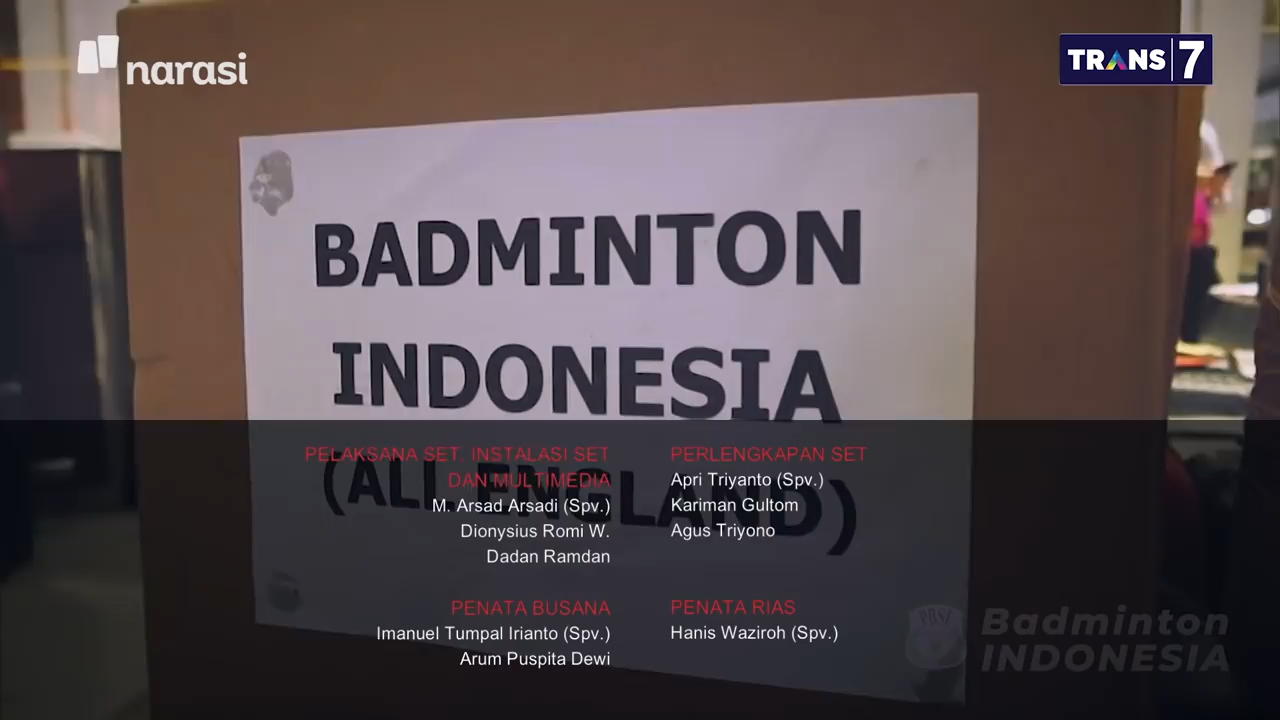 narasi
TRANS 7
BADMINTON
INDONESIA
(ALL ENGLAND)
PELAKSANA SET, INSTALASI SET
DAN MULTIMEDIA
M. Arsad Arsadi (Spv.)
Dionysius Romi W.
Dadan Ramdan
PERLENGKAPAN SET
Apri Triyanto (Spv.)
Kariman Gultom
Agus Triyono
PENATA BUSANA
Imanuel Tumpal Irianto (Spv.)
Arum Puspita Dewi
PENATA RIAS
Hanis Waziroh (Spv.)
PBSI
Badminton
INDONESIA